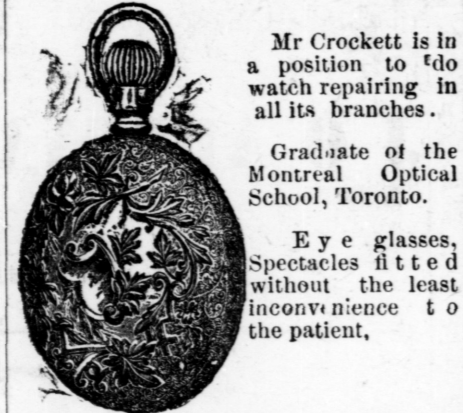 Mr Crockett is in
a position to do
watch repairing in
all its branches.
Graduate of the
Montreal Optical
School, Toronto.
Eye glasses,
Spectacles fitted
without the least
inconvenience to
the patient,